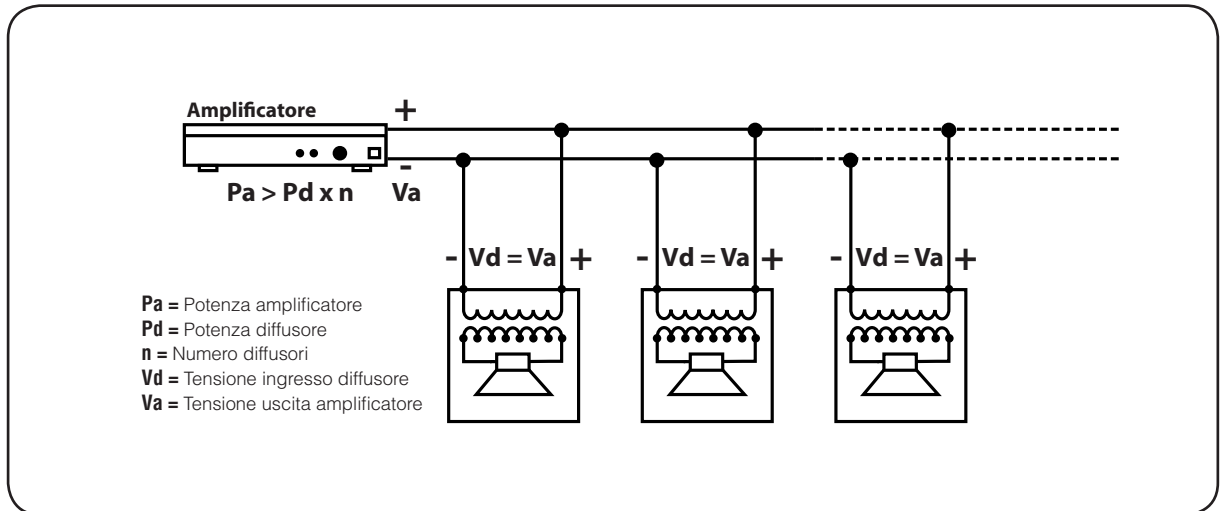 Amplificatore +
-
Pa > Pd x n Va
- Vd = Va + - Vd = Va + - Vd = Va +
Pa = Potenza amplificatore
Pd = Potenza diffusore
n = Numero diffusori
Vd = Tensione ingresso diffusore
Va = Tensione uscita amplificatore